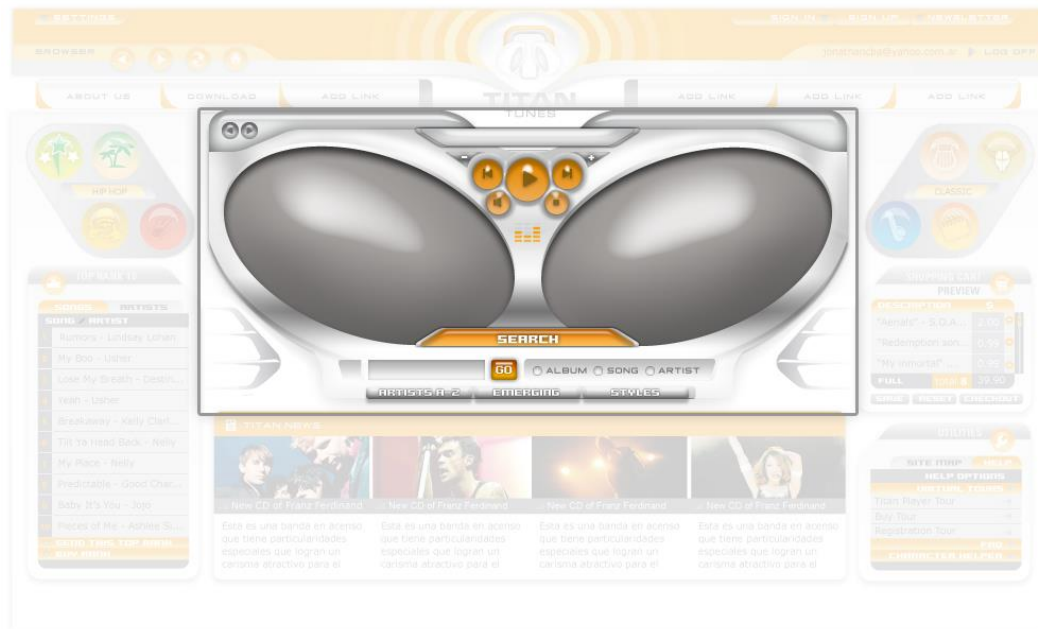 SETTINGS
SIGN IN
SIGN UP
NEWSLETTER
BROWSER
LOG OFF
ABOUT US
DOWNLOAD
ADD LINK
TITAN
TUNES
ADD LINK
ADD LINK
ADD LINK
HIP HOP
CLASSIC
TOP RANK 10
SONGS
ARTISTS
SONG / ARTIST
Rumors - Lindsay Lohan
My Boo - Usher
Lose My Breath - Destin...
Yeah - Usher
Breakaway - Kelly Clark...
Tilt Ya Head Back - Nelly
My Place - Nelly
Predictable - Good Chac...
Baby It's You - Jojo
Pieces of Me - Ashlee Si...
SEND THIS TOP RANK
BUY RANK
SEARCH
GO
ALBUM
SONG
ARTIST
ARTISTS A-Z
EMERGING
STYLES
TITAN NEWS
.: New CD of Franz Ferdinand
.: New CD of Franz Ferdinand
.: New CD of Franz Ferdinand
.: New CD of Franz Ferdinand
Esta es una banda en acenso
que tiene particularidades
especiales que logran un
carisma atractivo para el
Esta es una banda en acenso
que tiene particularidades
especiales que logran un
carisma atractivo para el
Esta es una banda en acenso
que tiene particularidades
especiales que logran un
carisma atractivo para el
Esta es una banda en acenso
que tiene particularidades
especiales que logran un
carisma atractivo para el
SHOPPING CART
PREVIEW
DESCRIPTION
"Aerials" - S.O.A...
"Redemption son...
"My Inmortal"
FULL
39.90
SAVE
RESET
CHECKOUT
UTILITIES
SITE MAP
HELP
HELP OPTIONS
VIRTUAL TOURS
Titan Player Tour
Buy Tour
Registration Tour
FAQ
CHARACTER HELPER